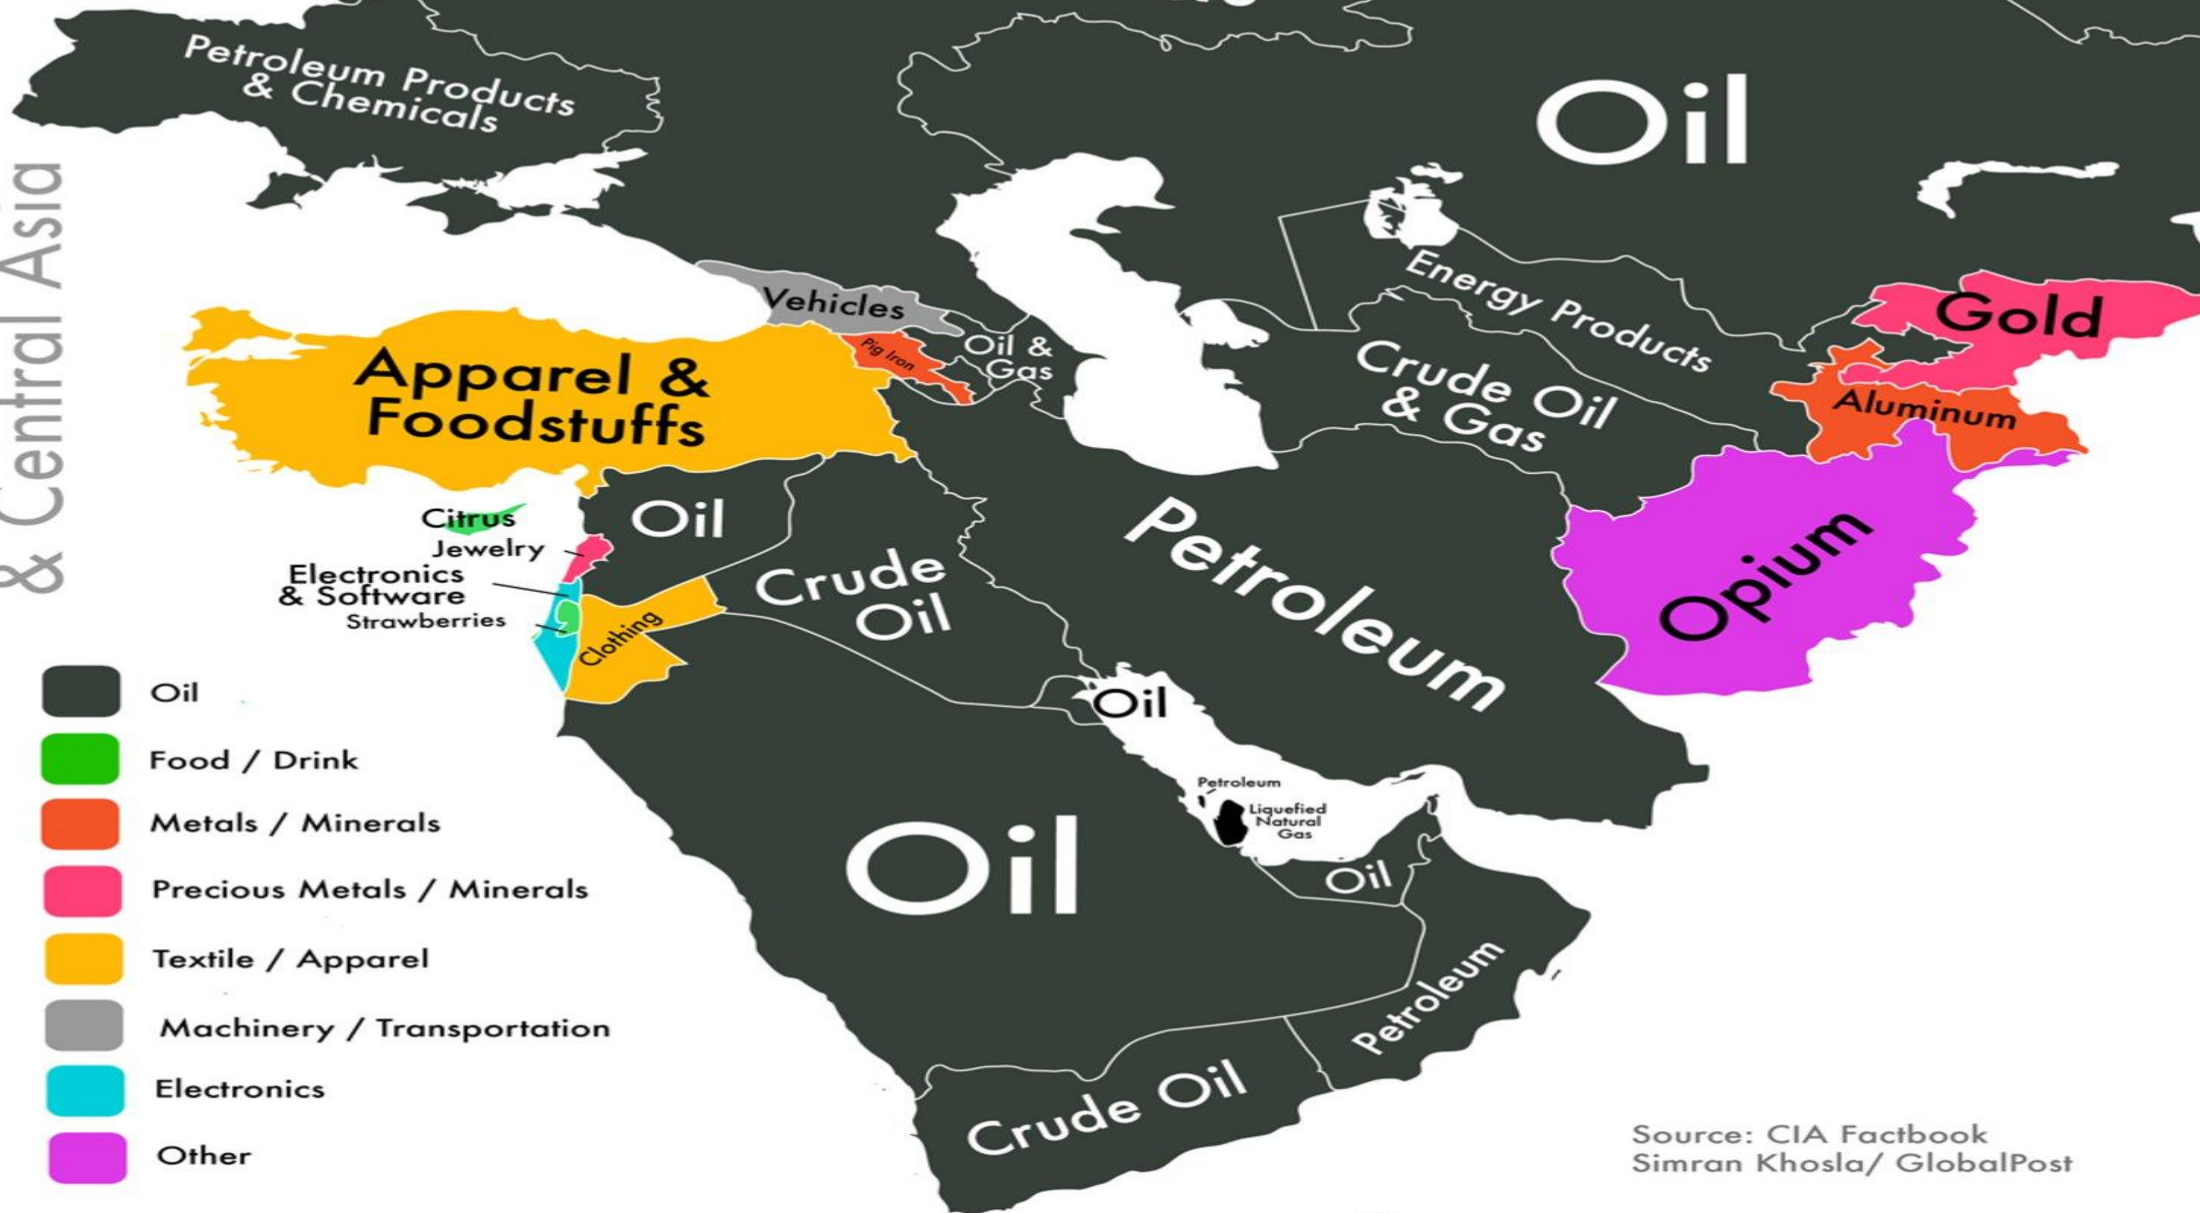 Petroleum Products
& Chemicals
Oil
& Central Asia
Vehicles
Energy Products
Gold
Pig Iron
Oil &
Gas
Apparel &
Foodstuffs
Crude Oil
& Gas
Aluminum
Oil
Citrus
Jewelry
Electronics
& Software
Strawberries
Clothing
Crude
Oil
Petroleum
Opium
Oil
Petroleum
Liquefied
Natural
Gas
Oil
Oil
Petroleum
Crude Oil
Oil
Food / Drink
Metals / Minerals
Precious Metals / Minerals
Textile / Apparel
Machinery / Transportation
Electronics
Other
Source: CIA Factbook
Simran Khosla/ GlobalPost